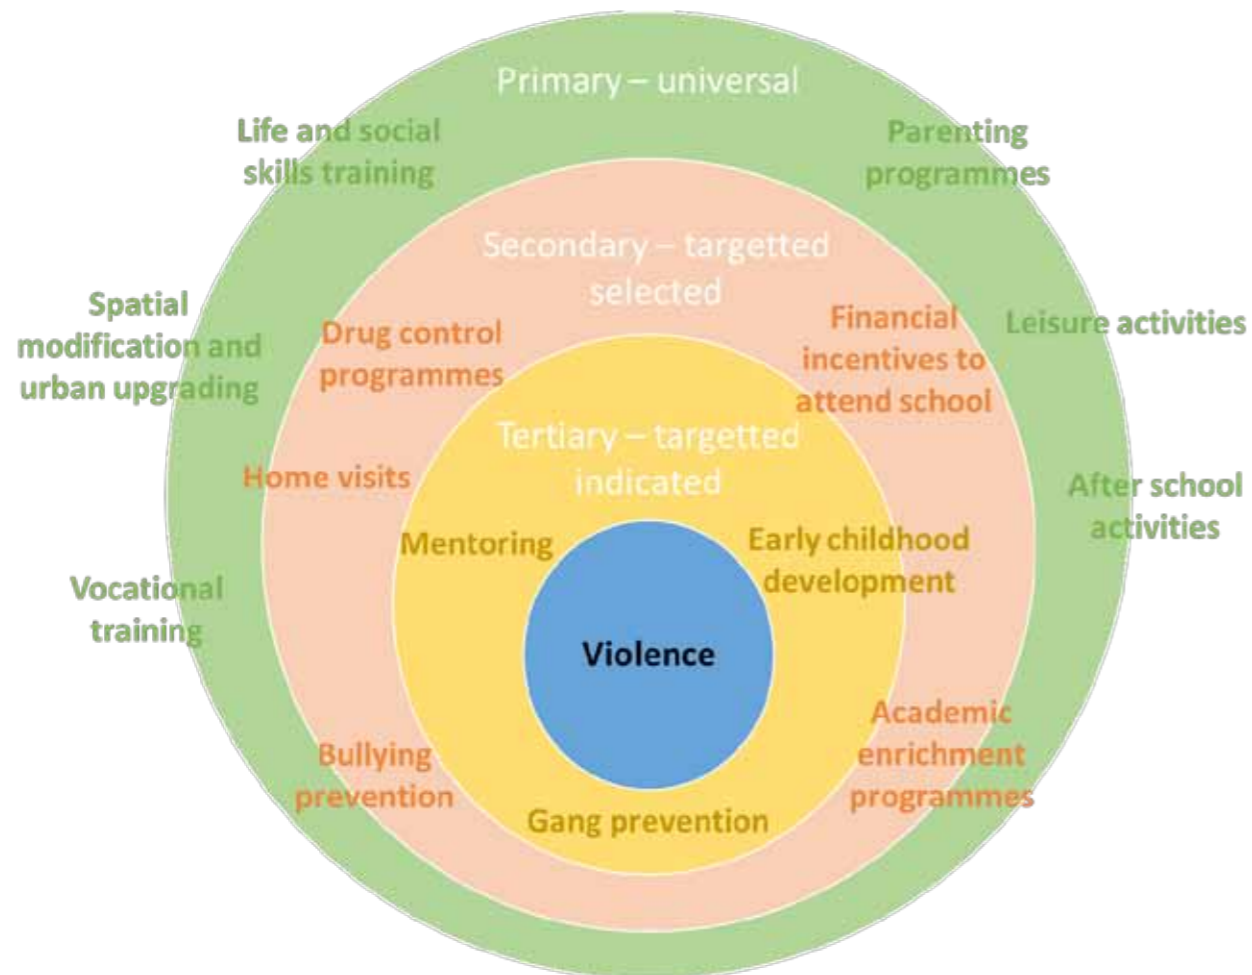 Primary – universal
Life and social
skills training
Parenting
programmes
Secondary – targetted
selected
Spatial
modification and
urban upgrading
Drug control
programmes
Financial
incentives to
attend school
Leisure activities
Tertiary – targetted
indicated
Home visits
After school
activities
Mentoring
Early childhood
development
Vocational
training
Violence
Bullying
prevention
Academic
enrichment
programmes
Gang prevention